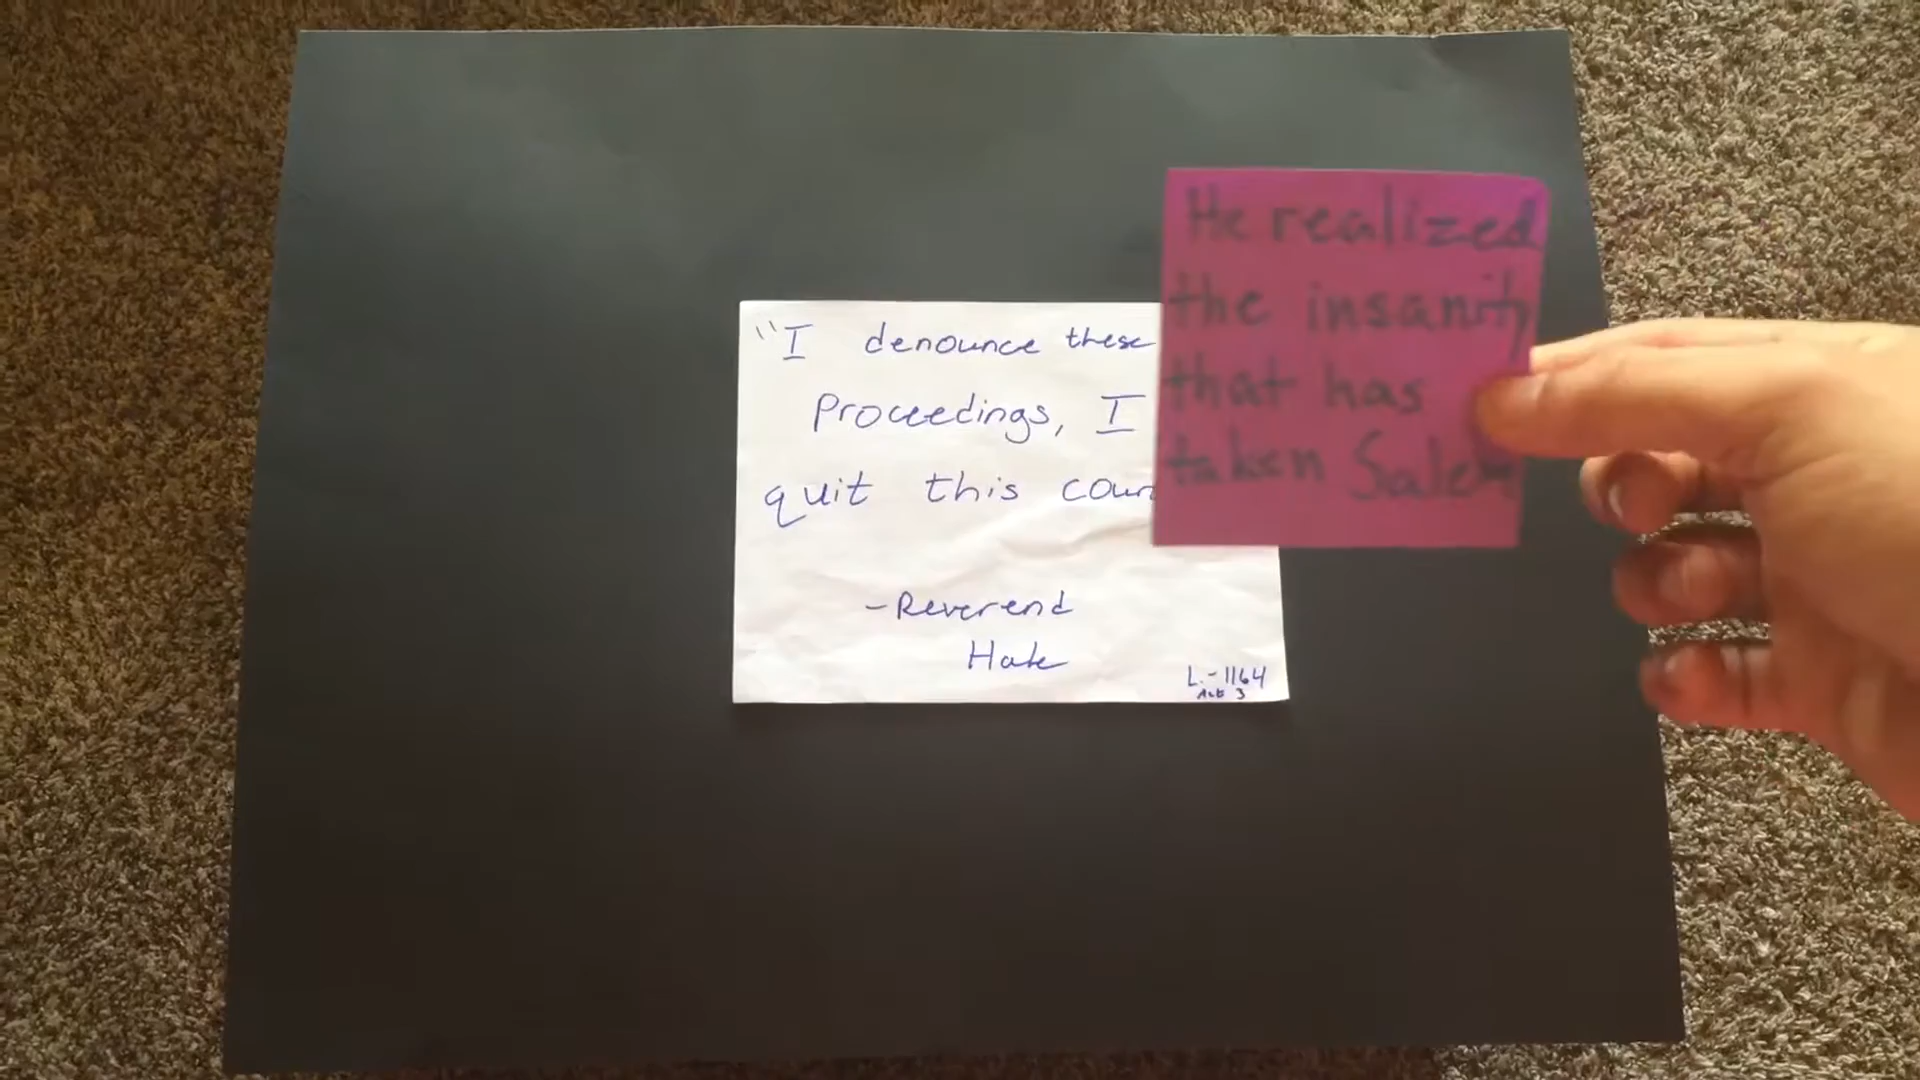 "I denounce these
Proceedings, I
quit this cour
-Reverend
Hale
L.-1164
Act 3
He realized
the insanity
that has
taken Salem